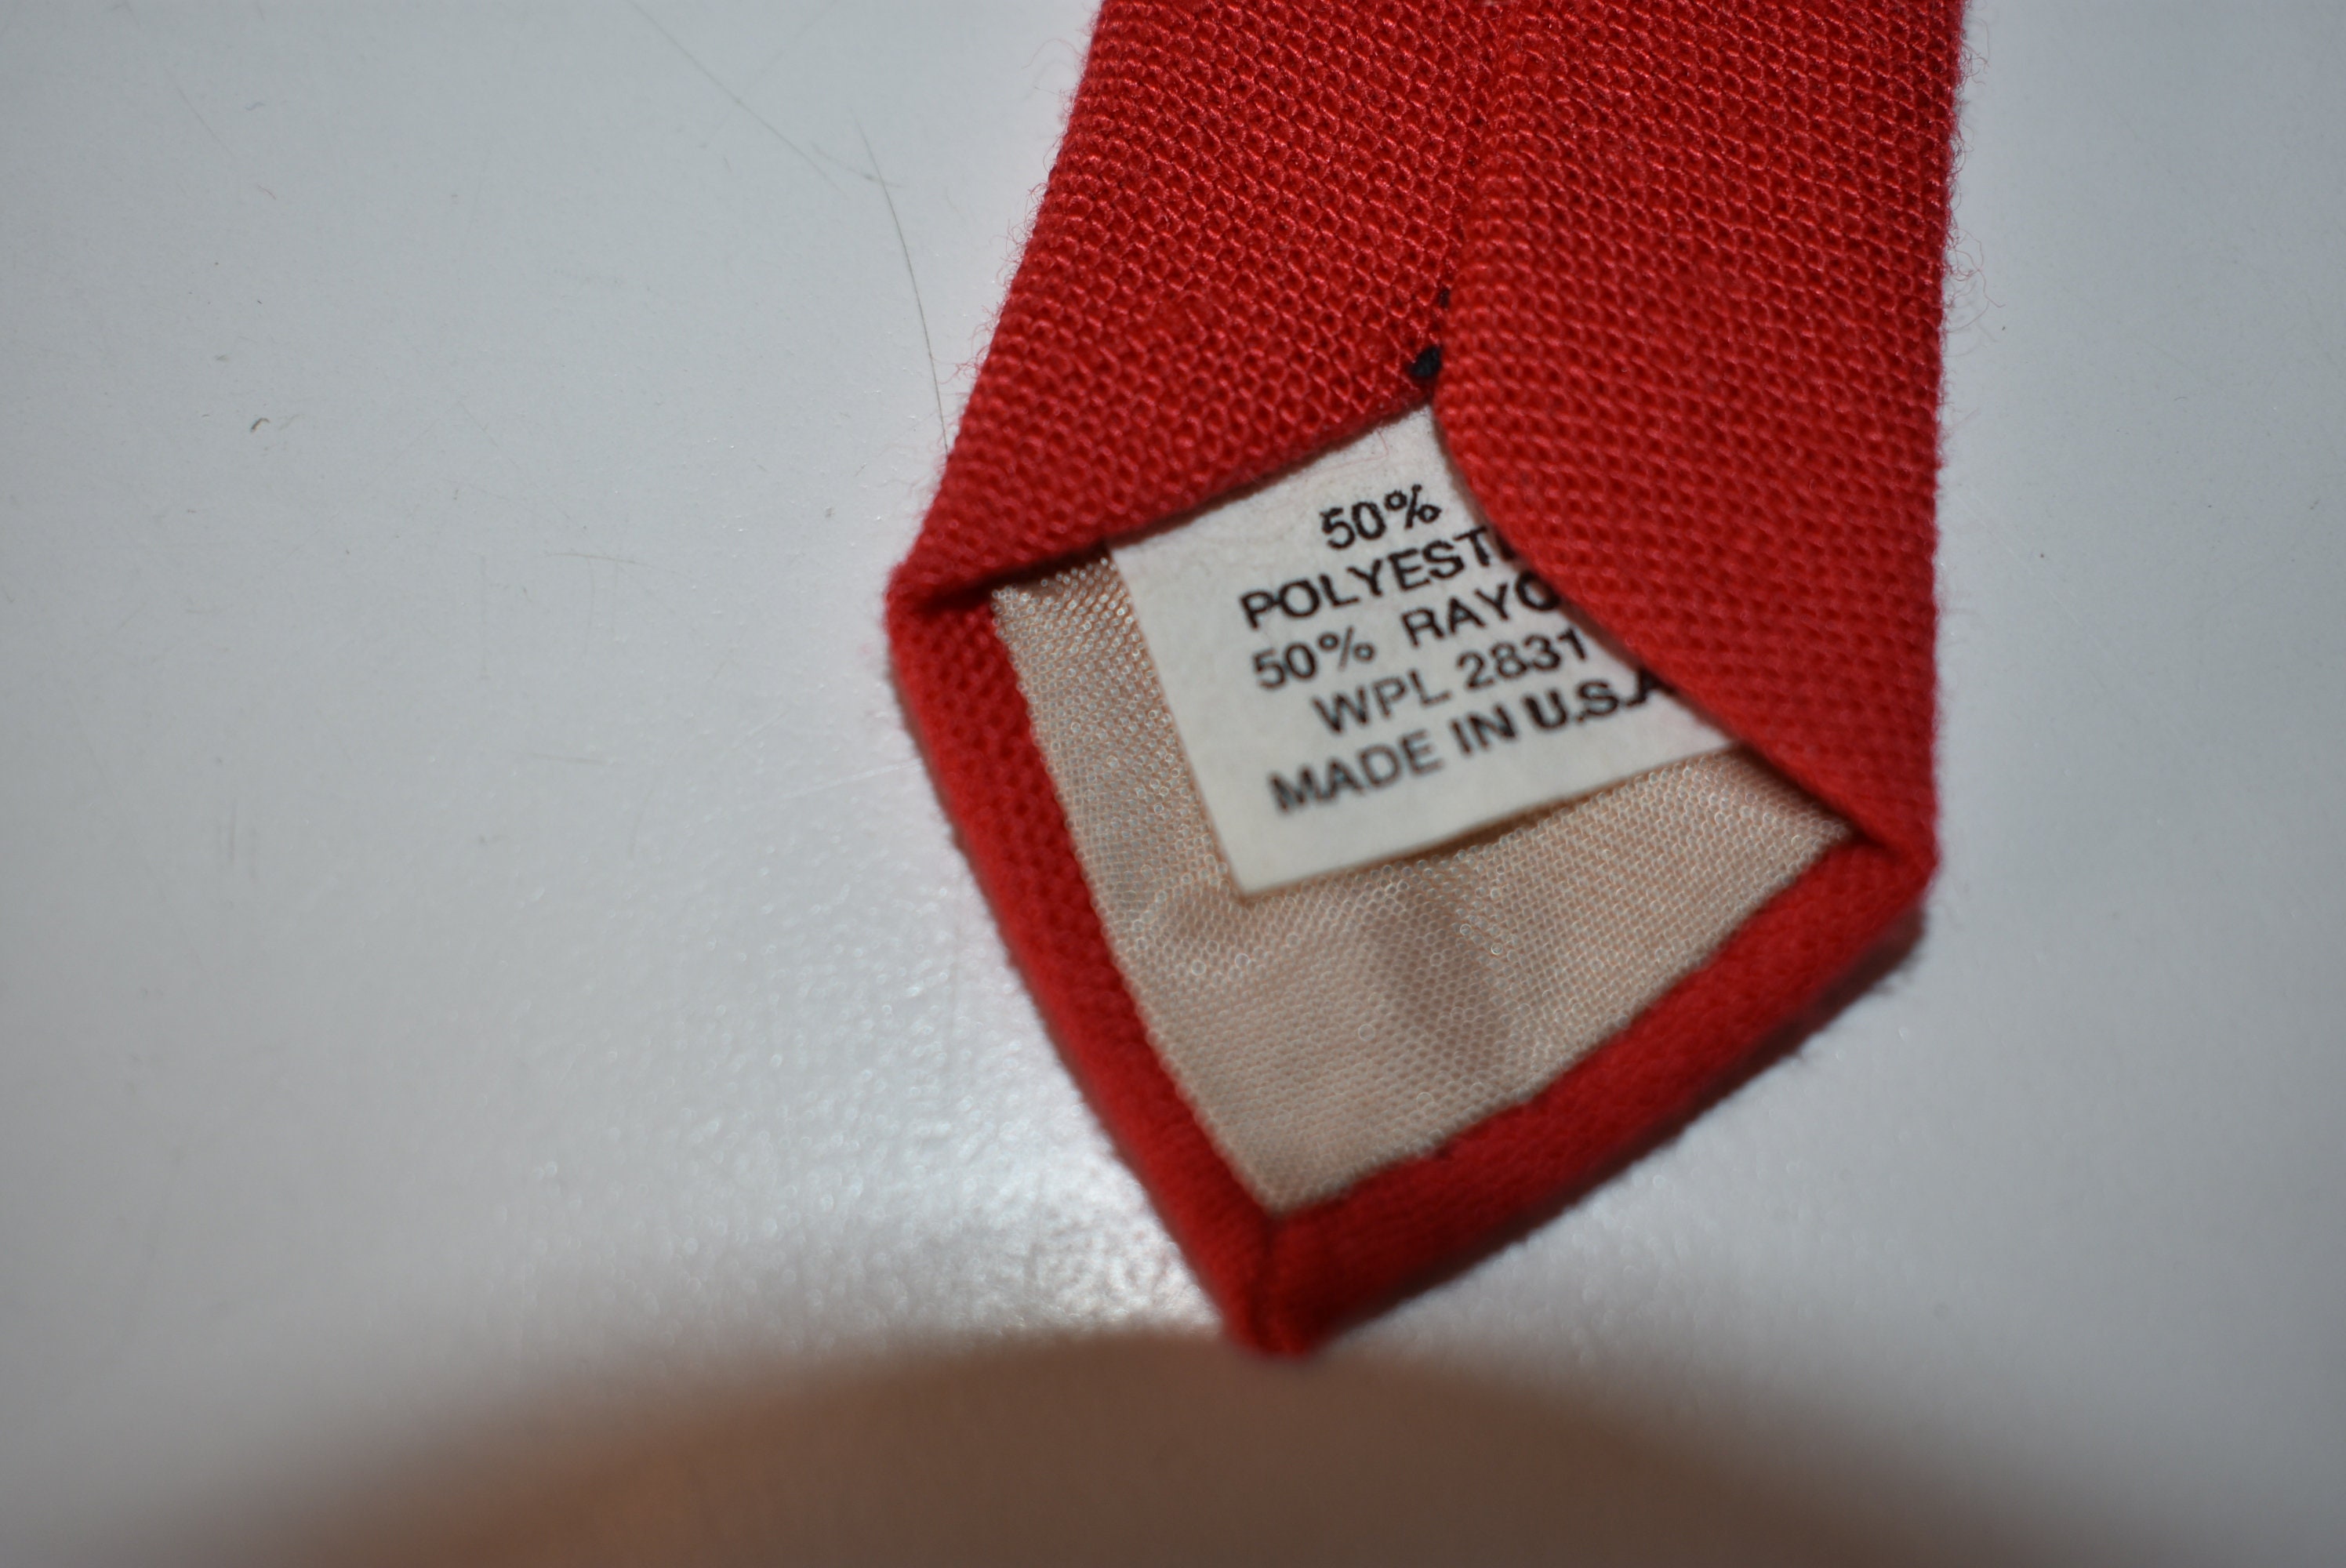 50%
POLYEST
50% RAYO
WPL 2831
MADE IN U.S.A